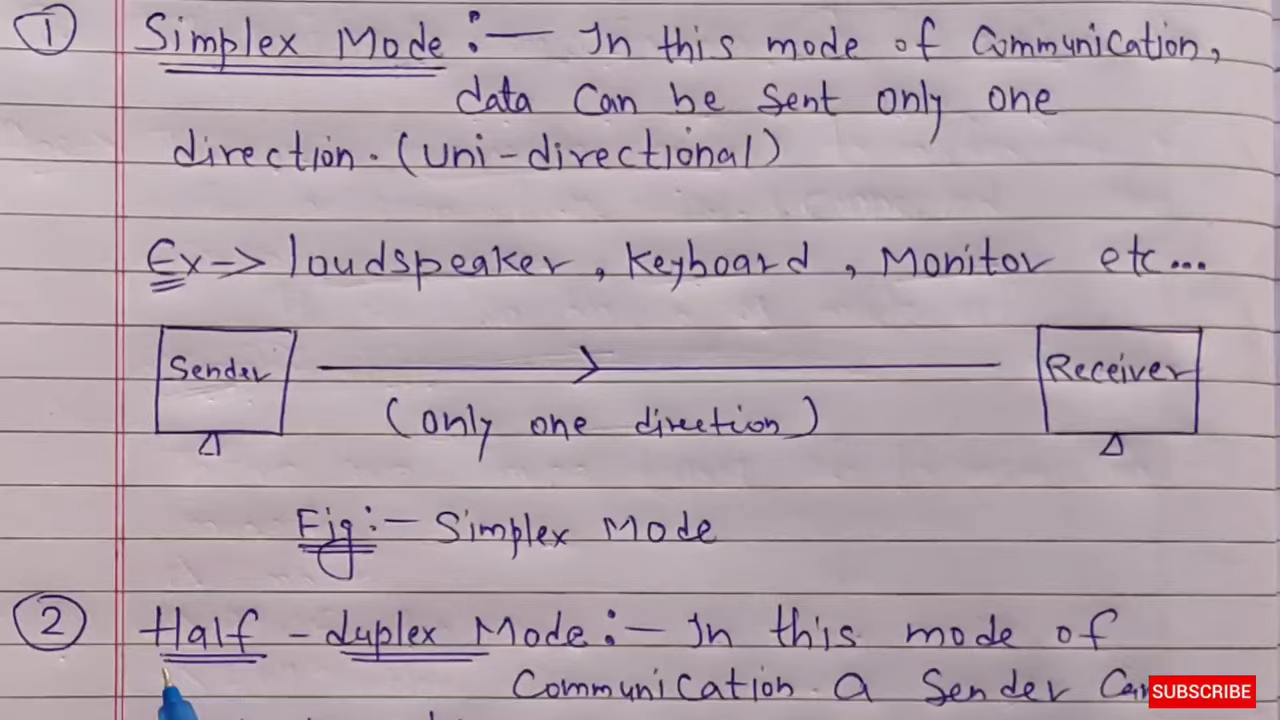 ① Simplex Mode :— In this mode of Communication,
data can be sent only one
direction. (uni-directional)
Ex → loudspeaker, Keyboard, Monitor etc...
Sender
Receiver
(only one direction)
Fig :— Simplex Mode
② Half - duplex Mode :— In this mode of
Communication a Sender Can
SUBSCRIBE